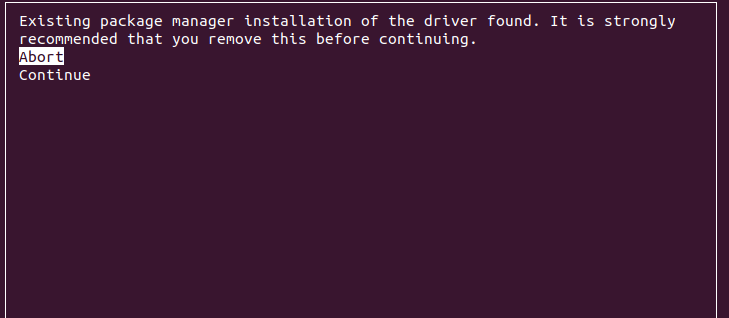 Existing package manager installation of the driver found. It is strongly
recommended that you remove this before continuing.
Abort
Continue